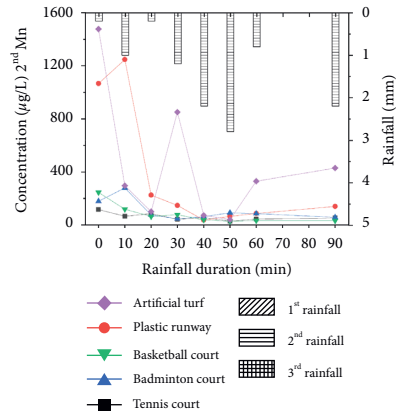 Concentration (μg/L) 2nd Mn
1600
1200
800
400
0
0
1
2
3
4
5
Rainfall (mm)
0 10 20 30 40 50 60 70 80 90
Rainfall duration (min)
Artificial turf
Plastic runway
Basketball court
Badminton court
Tennis court
1st rainfall
2nd rainfall
3rd rainfall